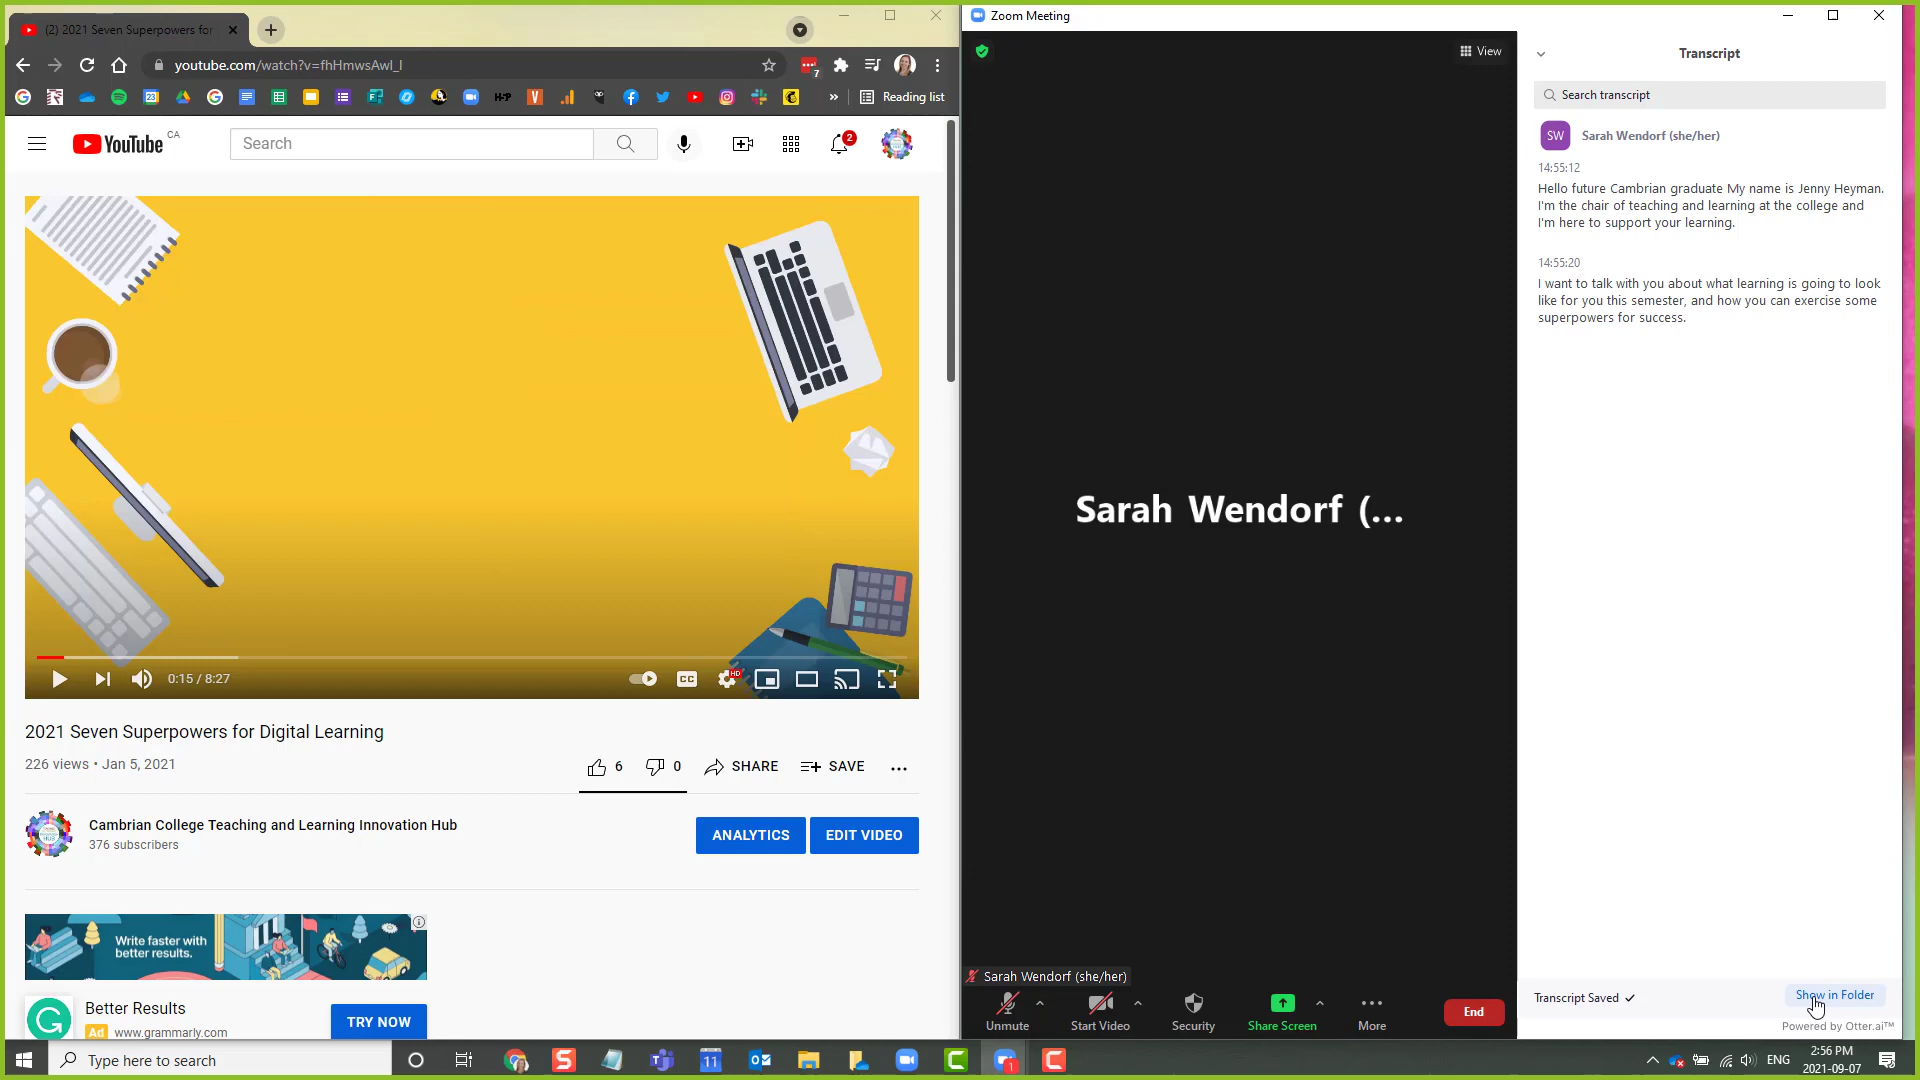 (2) 2021 Seven Superpowers for
youtube.com/watch?v=fhHmwsAwI_I
7
Reading list
YouTube CA
Search
2
0:15 / 8:27
CC
HD
2021 Seven Superpowers for Digital Learning
226 views • Jan 5, 2021
6
0
SHARE
SAVE
Cambrian College Teaching and Learning Innovation Hub
376 subscribers
ANALYTICS
EDIT VIDEO
Write faster with
better results.
Better Results
Ad www.grammarly.com
TRY NOW
Zoom Meeting
View
Sarah Wendorf (...
Sarah Wendorf (she/her)
Unmute
Start Video
Security
Share Screen
More
End
Transcript
Search transcript
SW
Sarah Wendorf (she/her)
14:55:12
Hello future Cambrian graduate My name is Jenny Heyman.
I'm the chair of teaching and learning at the college and
I'm here to support your learning.
14:55:20
I want to talk with you about what learning is going to look
like for you this semester, and how you can exercise some
superpowers for success.
Transcript Saved
Show in Folder
Powered by Otter.ai™
Type here to search
11
1
ENG
2:56 PM
2021-09-07